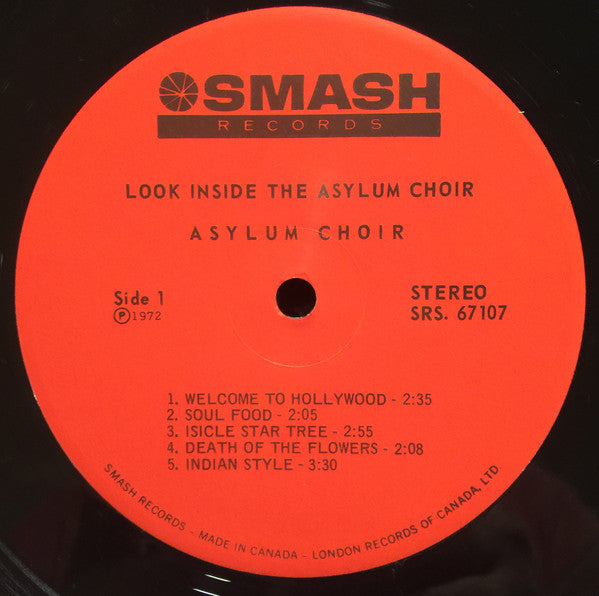 SMASH
RECORDS
LOOK INSIDE THE ASYLUM CHOIR
ASYLUM CHOIR
Side 1
Ⓟ1972
STEREO
SRS. 67107
1. WELCOME TO HOLLYWOOD - 2:35
2. SOUL FOOD - 2:05
3. ISICLE STAR TREE - 2:55
4. DEATH OF THE FLOWERS - 2:08
5. INDIAN STYLE - 3:30
SMASH RECORDS - MADE IN CANADA - LONDON RECORDS OF CANADA, LTD